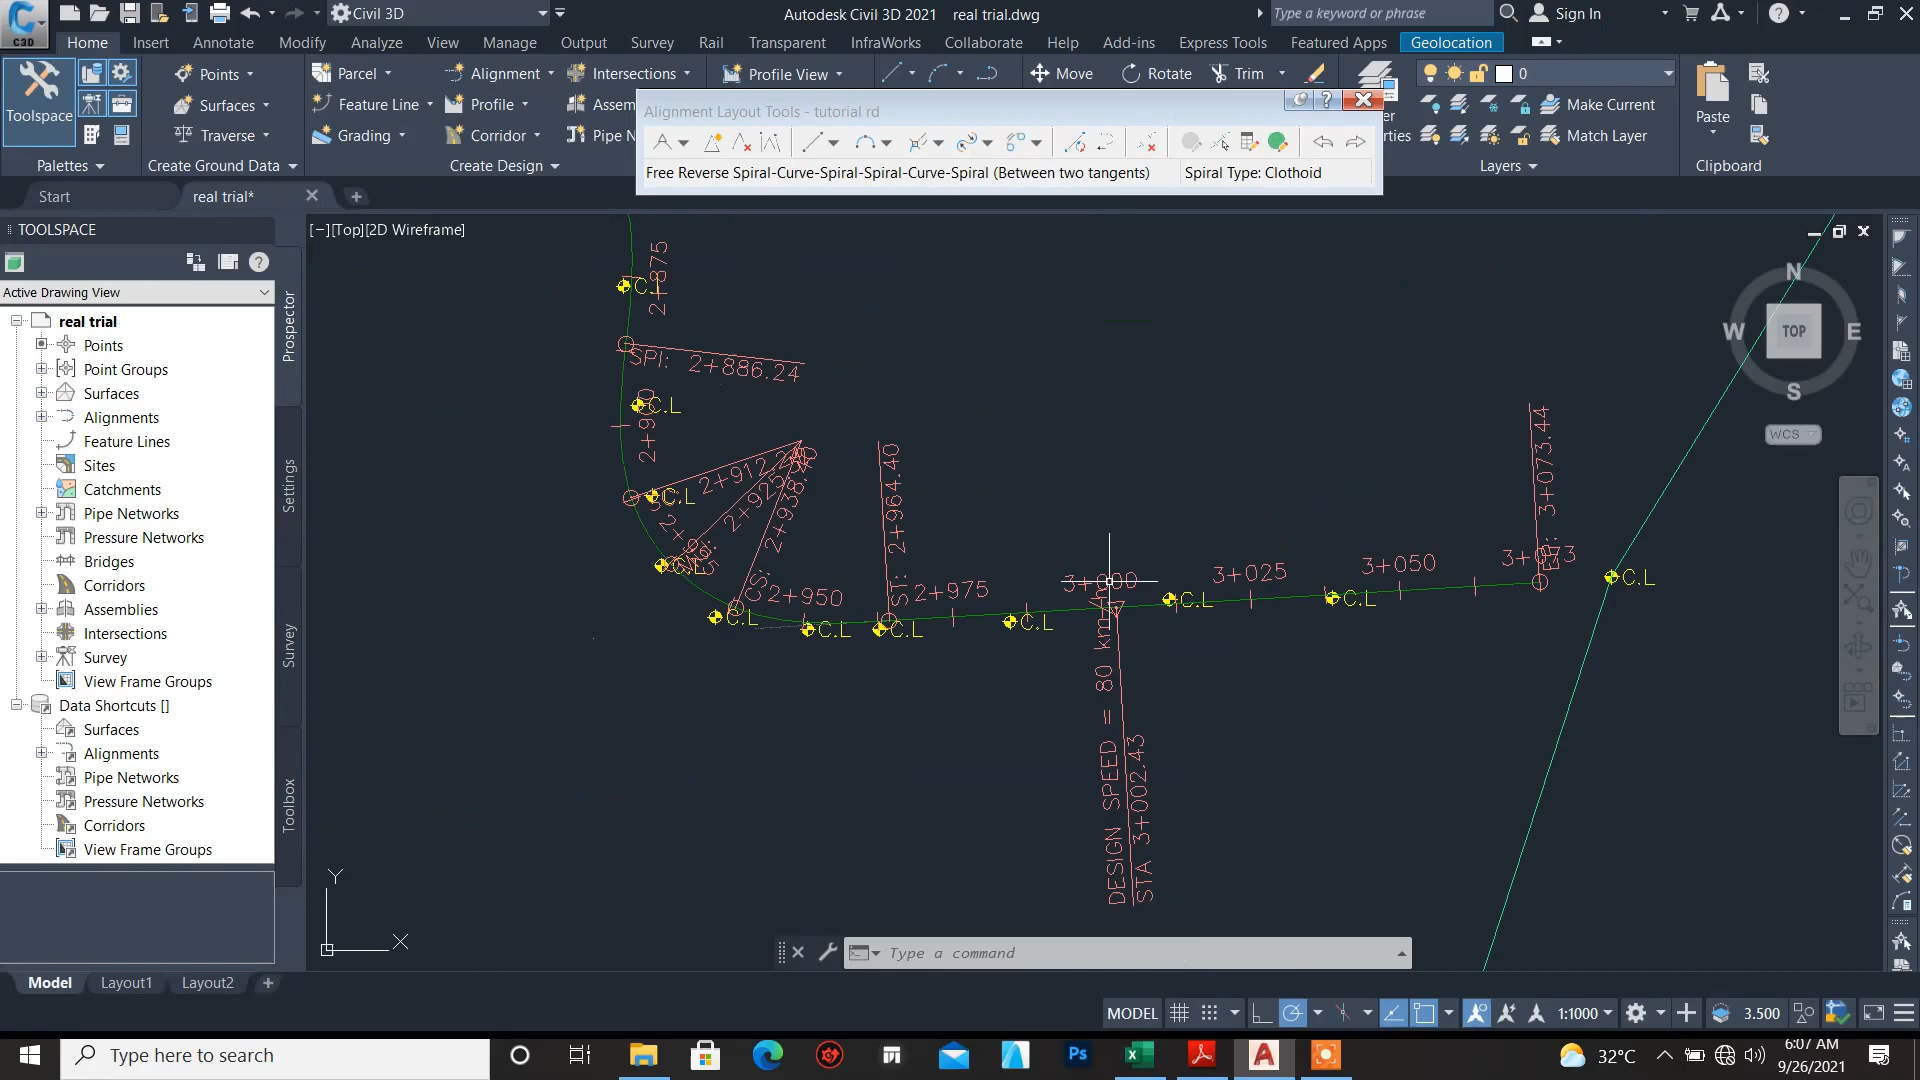 Civil 3D
Autodesk Civil 3D 2021 real trial.dwg
Type a keyword or phrase
Sign In
C3D
Home Insert Annotate Modify Analyze View Manage Output Survey Rail Transparent InfraWorks Collaborate Help Add-ins Express Tools Featured Apps Geolocation
Toolspace
Points
Surfaces
Traverse
Parcel
Feature Line
Grading
Alignment
Profile
Corridor
Intersections
Assem
Pipe N
Profile View
Move
Rotate
Trim
0
Make Current
Match Layer
Paste
Palettes
Create Ground Data
Create Design
Layers
Clipboard
Alignment Layout Tools - tutorial rd
Free Reverse Spiral-Curve-Spiral-Spiral-Curve-Spiral (Between two tangents)
Spiral Type: Clothoid
Start
real trial*
TOOLSPACE
Active Drawing View
real trial
Points
Point Groups
Surfaces
Alignments
Feature Lines
Sites
Catchments
Pipe Networks
Pressure Networks
Bridges
Corridors
Assemblies
Intersections
Survey
View Frame Groups
Data Shortcuts []
Surfaces
Alignments
Pipe Networks
Pressure Networks
Corridors
View Frame Groups
Prospector
Settings
Survey
Toolbox
[−][Top][2D Wireframe]
2+875
C.L
SPI: 2+886.24
C.L
C.L
2+950
C.L
C.L
ST: 2+964.40
C.L
2+975
C.L
3+000
C.L
3+025
C.L
3+050
3+073.44
C.L
DESIGN SPEED = 80 km/h
STA 3+002.43
N
W
TOP
E
S
WCS
Y
X
Type a command
Model Layout1 Layout2
MODEL
1:1000
3.500
Type here to search
32°C
6:07 AM
9/26/2021